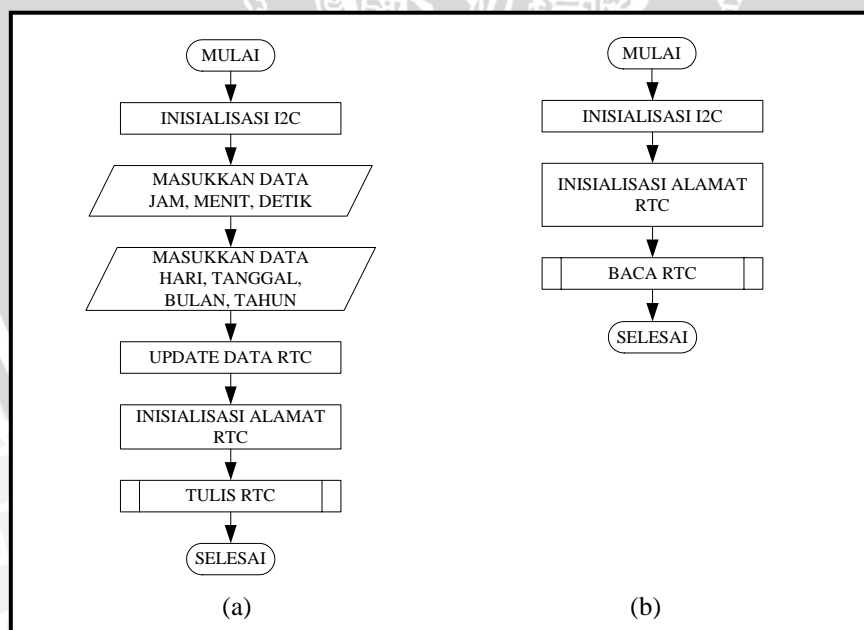 MULAI
INISIALISASI I2C
MASUKKAN DATA
JAM, MENIT, DETIK
MASUKKAN DATA
HARI, TANGGAL,
BULAN, TAHUN
UPDATE DATA RTC
INISIALISASI ALAMAT
RTC
TULIS RTC
SELESAI
(a)
MULAI
INISIALISASI I2C
INISIALISASI ALAMAT
RTC
BACA RTC
SELESAI
(b)